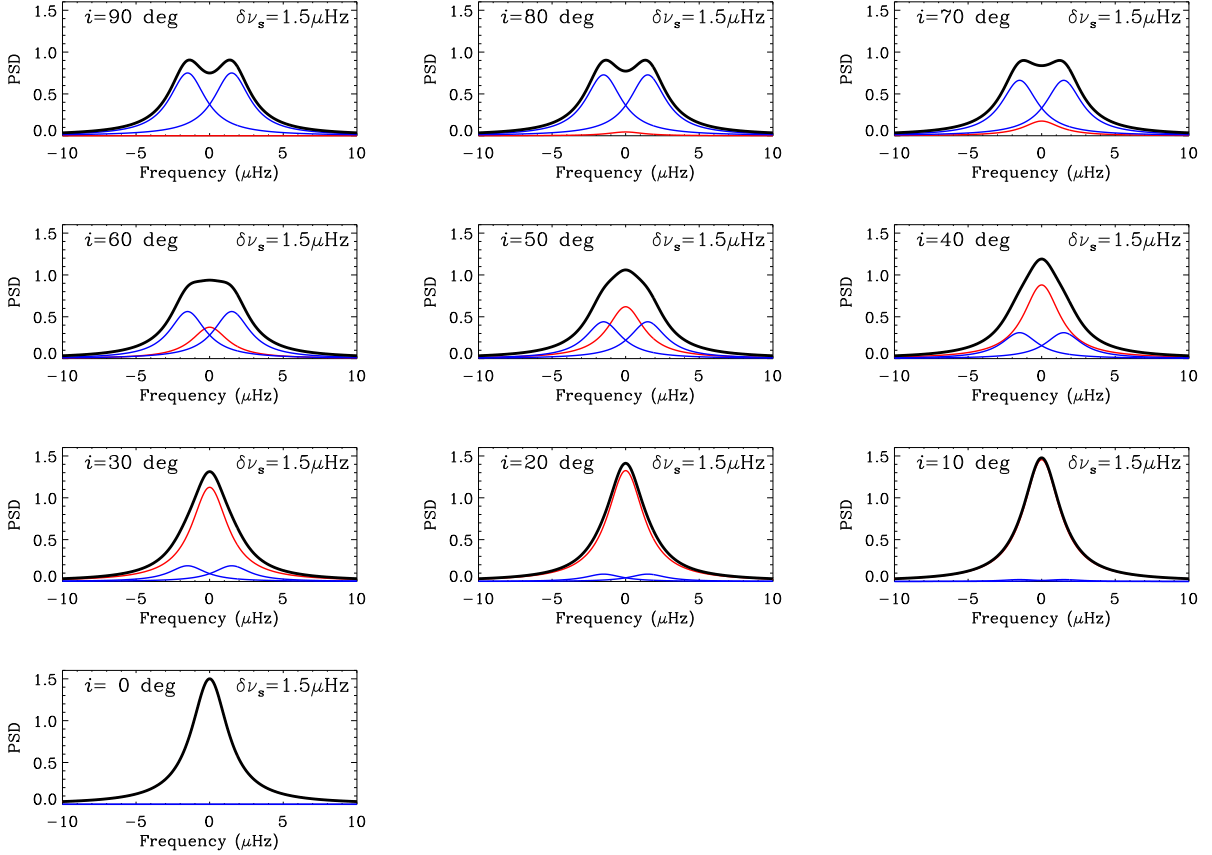 i=90 deg δνs=1.5μHz
1.5
1.0
0.5
0.0
PSD
−10 −5 0 5 10
Frequency (μHz)
i=80 deg δνs=1.5μHz
1.5
1.0
0.5
0.0
PSD
−10 −5 0 5 10
Frequency (μHz)
i=70 deg δνs=1.5μHz
1.5
1.0
0.5
0.0
PSD
−10 −5 0 5 10
Frequency (μHz)
i=60 deg δνs=1.5μHz
1.5
1.0
0.5
0.0
PSD
−10 −5 0 5 10
Frequency (μHz)
i=50 deg δνs=1.5μHz
1.5
1.0
0.5
0.0
PSD
−10 −5 0 5 10
Frequency (μHz)
i=40 deg δνs=1.5μHz
1.5
1.0
0.5
0.0
PSD
−10 −5 0 5 10
Frequency (μHz)
i=30 deg δνs=1.5μHz
1.5
1.0
0.5
0.0
PSD
−10 −5 0 5 10
Frequency (μHz)
i=20 deg δνs=1.5μHz
1.5
1.0
0.5
0.0
PSD
−10 −5 0 5 10
Frequency (μHz)
i=10 deg δνs=1.5μHz
1.5
1.0
0.5
0.0
PSD
−10 −5 0 5 10
Frequency (μHz)
i= 0 deg δνs=1.5μHz
1.5
1.0
0.5
0.0
PSD
−10 −5 0 5 10
Frequency (μHz)